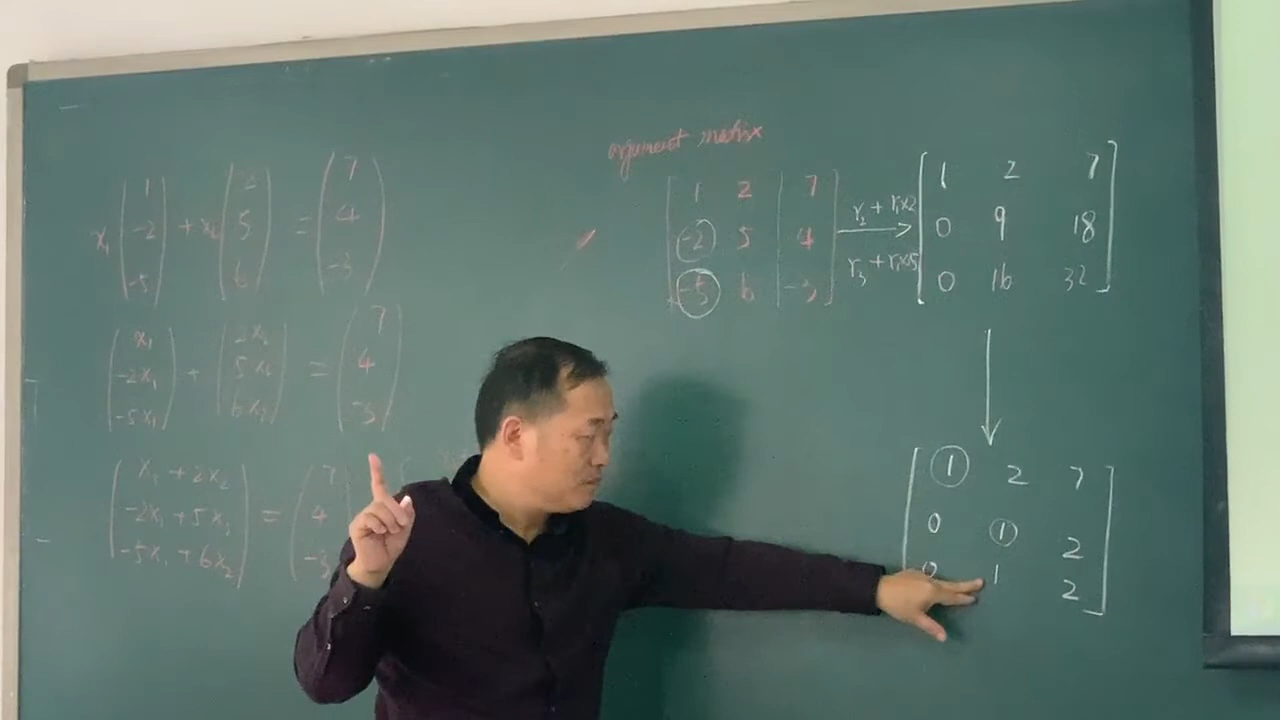 x₁ (1 -2 -5) + x₂ (2 5 6) = (7 4 -3)
(x₁ -2x₁ -5x₁) + (2x₂ 5x₂ 6x₂) = (7 4 -3)
(x₁ + 2x₂ -2x₁ + 5x₂ -5x₁ + 6x₂) = (7 4 -3)
matrix
1 2 | 7
-2 5 | 4
-5 6 | -3
r₂ + r₁×2
r₃ + r₁×5
1 2 7
0 9 18
0 16 32
1 2 7
0 1 2
0 1 2